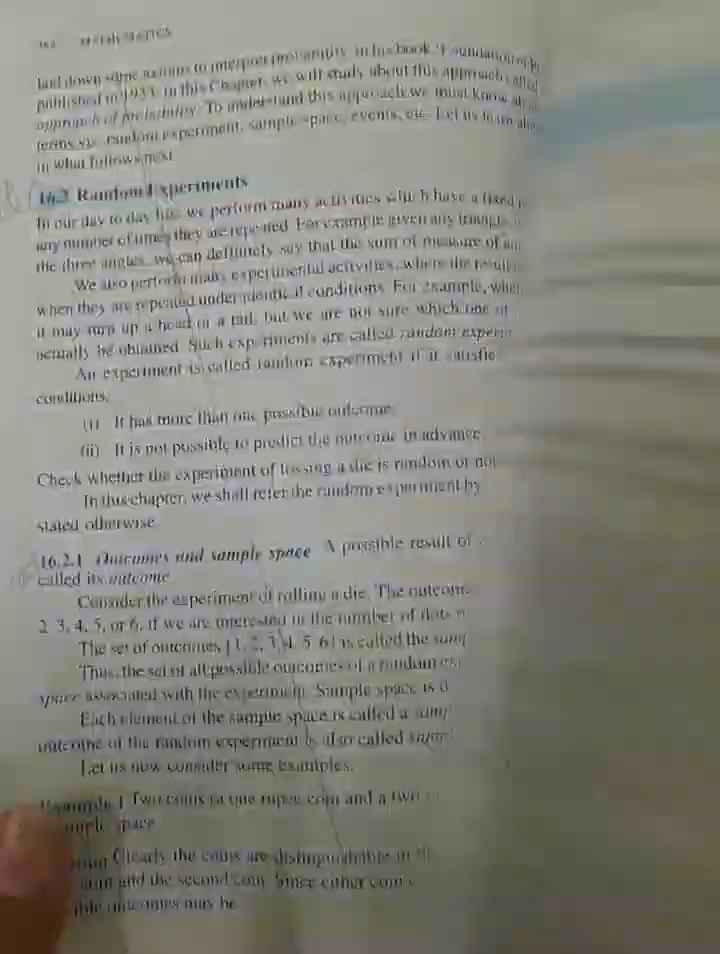 MATHEMATICS
laid down some axioms to interpret probability, in his book 'Foundation of
published in 1933. In this Chapter, we will study about this approach called
approach of probability. To understand this approach we must know
terms viz. random experiment, sample space, events, etc. Let us learn
in what follows next.
16.2 Random Experiments
In our day to day life, we perform many activities which have a fixed
any number of times they are repeated. For example given any triangle,
the three angles, we can definitely say that the sum of measure of
We also perform many experimental activities, where the result
when they are repeated under identical conditions. For example, when
it may turn up a head or a tail, but we are not sure which one of
actually be obtained. Such experiments are called random
An experiment is called random experiment if it
conditions:
(i) It has more than one possible outcome.
(ii) It is not possible to predict the outcome in advance.
Check whether the experiment of tossing a die is random or not
In this chapter, we shall refer the random experiment by
stated otherwise.
16.2.1 Outcomes and sample space A possible result of
called its outcome.
Consider the experiment of rolling a die. The
2, 3, 4, 5, or 6, if we are interested in the number of dots
The set of outcomes {1, 2, 3, 4, 5, 6} is called the
Thus, the set of all possible outcomes of a random
space associated with the experiment. Sample space is
Each element of the sample space is called a
outcome of the random experiment is also called
Let us now consider some examples.
Example 1 Two coins (a one rupee coin and a two
space.
Clearly the coins are distinguishable in
coin and the second coin. Since either coin
outcomes may be